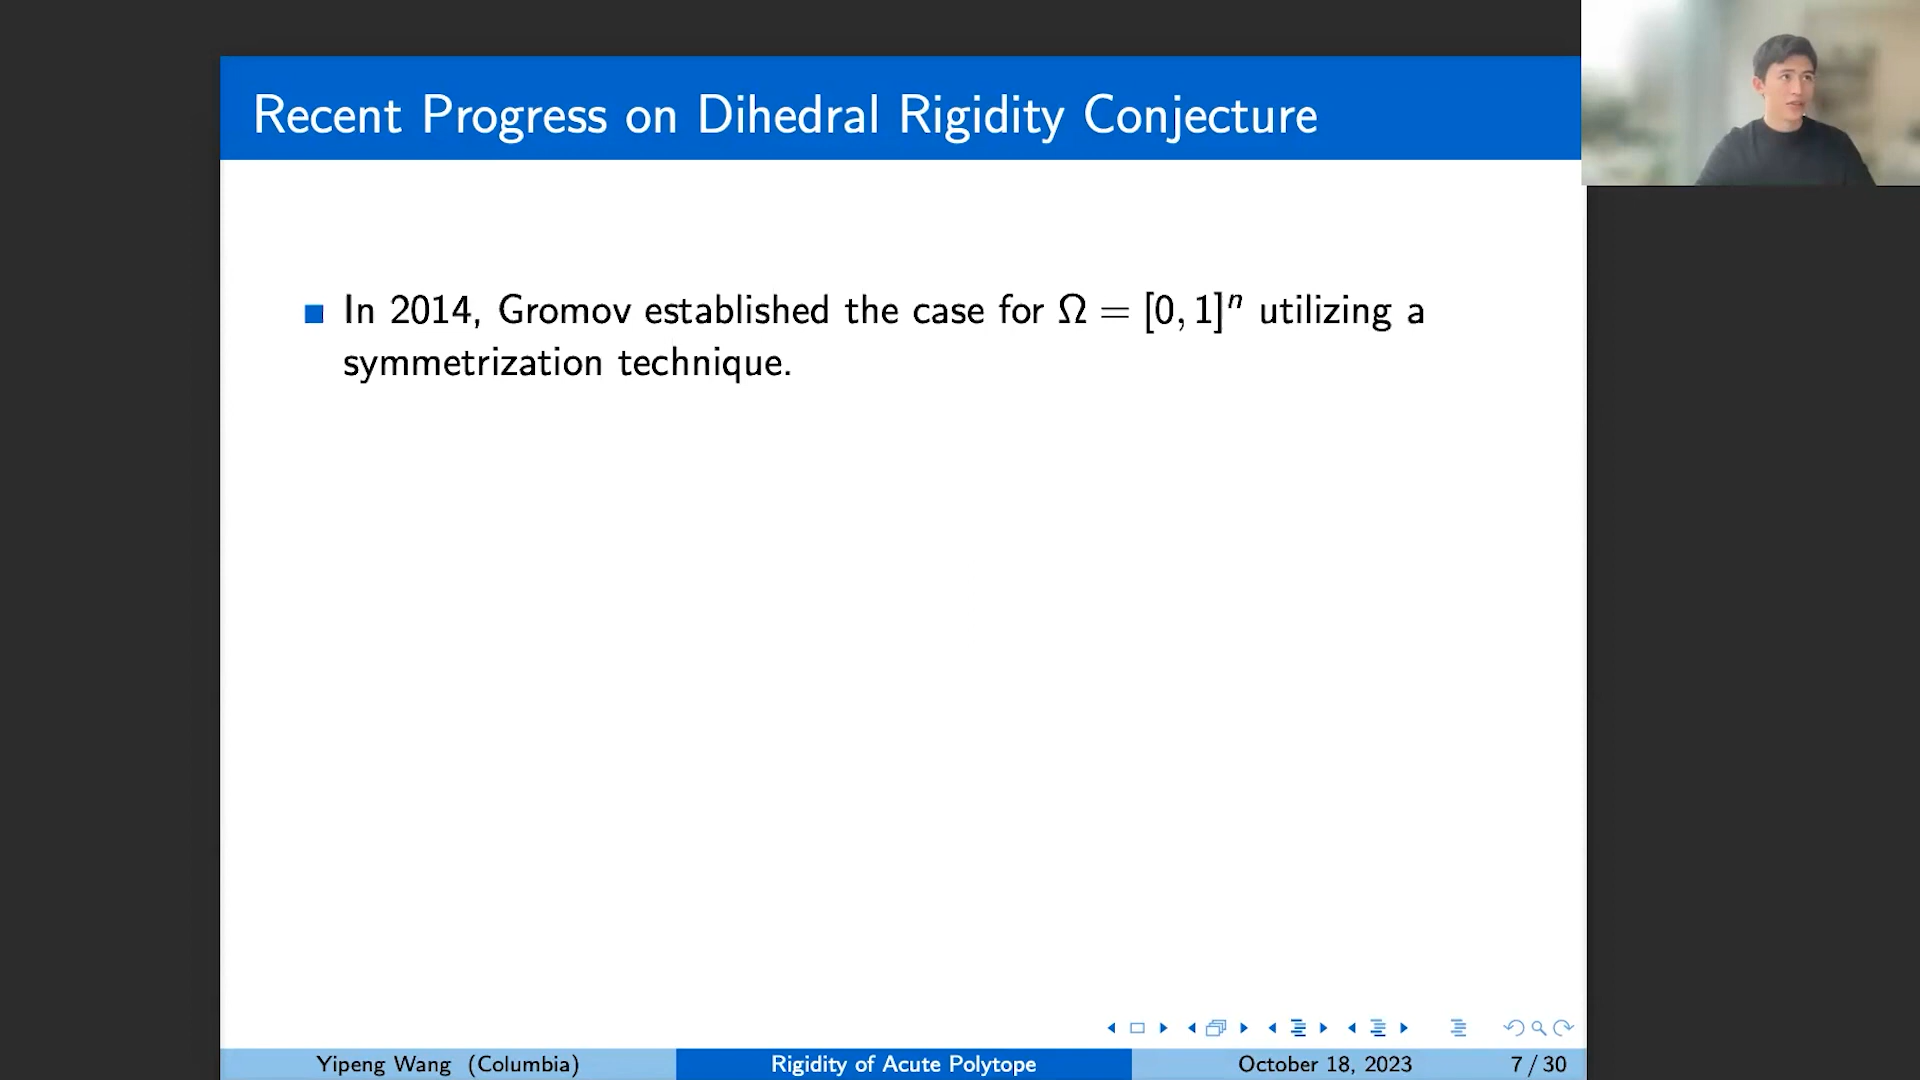 Recent Progress on Dihedral Rigidity Conjecture
In 2014, Gromov established the case for Ω = [0, 1]ⁿ utilizing a
symmetrization technique.
Yipeng Wang (Columbia) Rigidity of Acute Polytope October 18, 2023 7 / 30